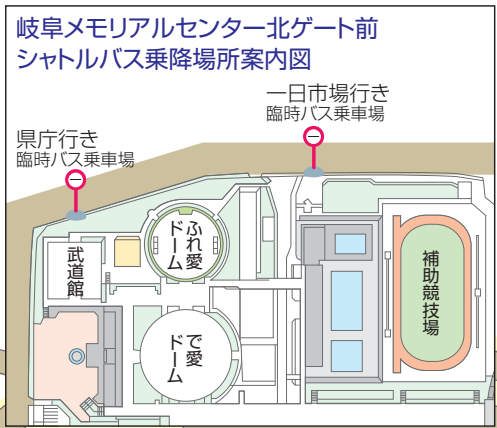 岐阜メモリアルセンター北ゲート前
シャトルバス乗降場所案内図
一日市場行き
臨時バス乗車場
県庁行き
臨時バス乗車場
武道館
ふれ愛
ドーム
で愛
ドーム
補助競技場